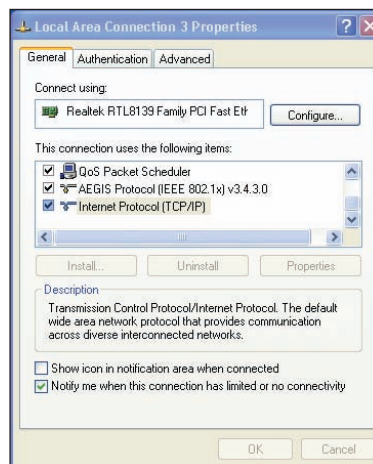 Local Area Connection 3 Properties
General Authentication Advanced
Connect using:
Realtek RTL8139 Family PCI Fast Eth
Configure...
This connection uses the following items:
QoS Packet Scheduler
AEGIS Protocol (IEEE 802.1x) v3.4.3.0
Internet Protocol (TCP/IP)
Install... Uninstall Properties
Description
Transmission Control Protocol/Internet Protocol. The default
wide area network protocol that provides communication
across diverse interconnected networks.
Show icon in notification area when connected
Notify me when this connection has limited or no connectivity
OK Cancel